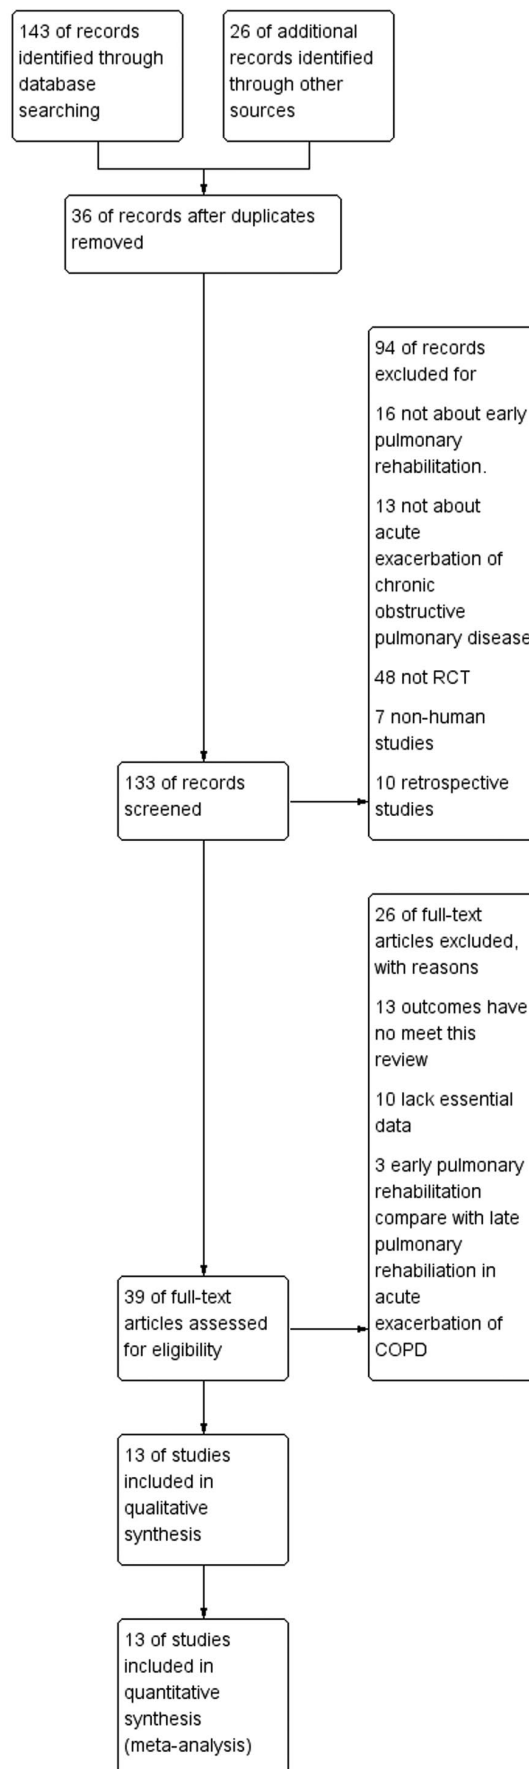 143 of records
identified through
database
searching
26 of additional
records identified
through other
sources
36 of records after duplicates
removed
94 of records
excluded for
16 not about early
pulmonary
rehabilitation.
13 not about
acute
exacerbation of
chronic
obstructive
pulmonary disease
48 not RCT
7 non-human
studies
10 retrospective
studies
133 of records
screened
26 of full-text
articles excluded,
with reasons
13 outcomes have
no meet this
review
10 lack essential
data
3 early pulmonary
rehabilitation
compare with late
pulmonary
rehabiliation in
acute
exacerbation of
COPD
39 of full-text
articles assessed
for eligibility
13 of studies
included in
qualitative
synthesis
13 of studies
included in
quantitative
synthesis
(meta-analysis)